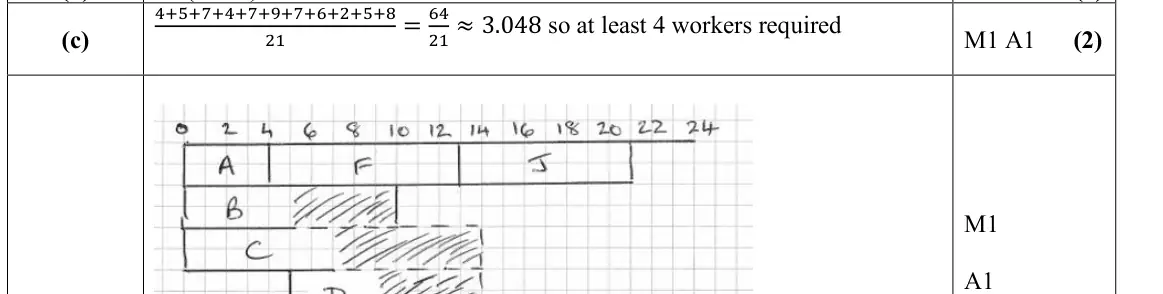 4+5+7+4+7+9+7+6+2+5+8/21 = 64/21 ≈ 3.048 so at least 4 workers required
(c)
M1 A1 (2)
0 2 4 6 8 10 12 14 16 18 20 22 24
A F J
B
C
M1
A1
D